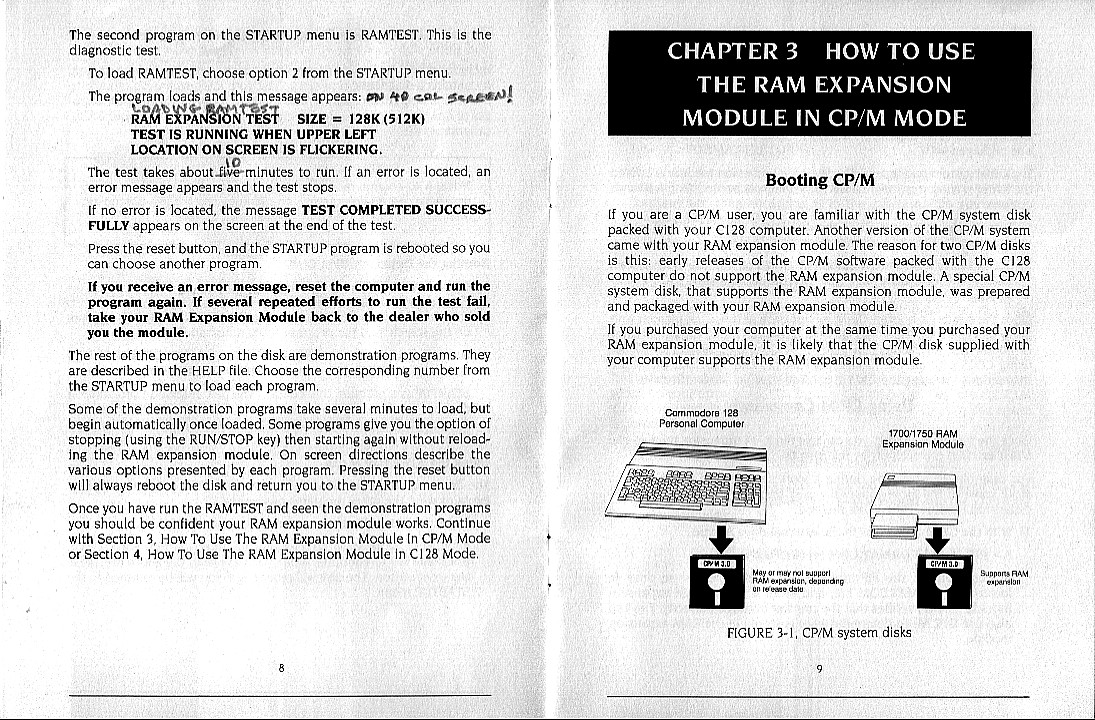 The second program on the STARTUP menu is RAMTEST. This is the
diagnostic test.
To load RAMTEST, choose option 2 from the STARTUP menu.
The program loads and this message appears: ON 40 COL SCREEN!
LOADING RAMTEST
RAM EXPANSION TEST SIZE = 128K (512K)
TEST IS RUNNING WHEN UPPER LEFT
LOCATION ON SCREEN IS FLICKERING.
10
The test takes about five minutes to run. If an error is located, an
error message appears and the test stops.
If no error is located, the message TEST COMPLETED SUCCESS-
FULLY appears on the screen at the end of the test.
Press the reset button, and the STARTUP program is rebooted so you
can choose another program.
If you receive an error message, reset the computer and run the
program again. If several repeated efforts to run the test fail,
take your RAM Expansion Module back to the dealer who sold
you the module.
The rest of the programs on the disk are demonstration programs. They
are described in the HELP file. Choose the corresponding number from
the STARTUP menu to load each program.
Some of the demonstration programs take several minutes to load, but
begin automatically once loaded. Some programs give you the option of
stopping (using the RUN/STOP key) then starting again without reload-
ing the RAM expansion module. On screen directions describe the
various options presented by each program. Pressing the reset button
will always reboot the disk and return you to the STARTUP menu.
Once you have run the RAMTEST and seen the demonstration programs
you should be confident your RAM expansion module works. Continue
with Section 3, How To Use The RAM Expansion Module In CP/M Mode
or Section 4, How To Use The RAM Expansion Module In C128 Mode.
8
CHAPTER 3 HOW TO USE
THE RAM EXPANSION
MODULE IN CP/M MODE
Booting CP/M
If you are a CP/M user, you are familiar with the CP/M system disk
packed with your C128 computer. Another version of the CP/M system
came with your RAM expansion module. The reason for two CP/M disks
is this: early releases of the CP/M software packed with the C128
computer do not support the RAM expansion module. A special CP/M
system disk, that supports the RAM expansion module, was prepared
and packaged with your RAM expansion module.
If you purchased your computer at the same time you purchased your
RAM expansion module, it is likely that the CP/M disk supplied with
your computer supports the RAM expansion module.
Commodore 128
Personal Computer
1700/1750 RAM
Expansion Module
CP/M 3.0
May or may not support
RAM expansion, depending
on release date
CP/M 3.0
Supports RAM
expansion
FIGURE 3-1, CP/M system disks
9